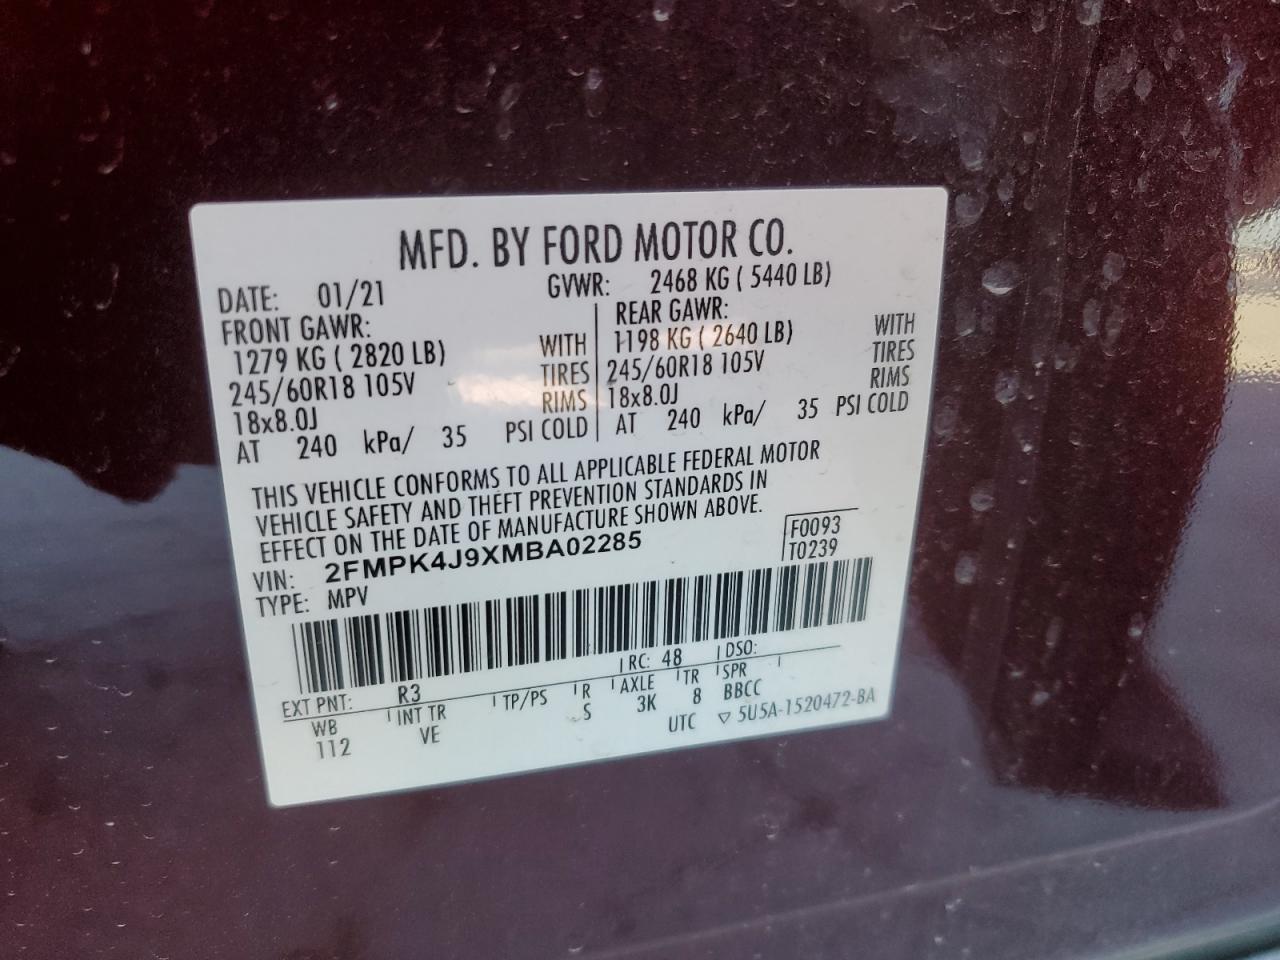 MFD. BY FORD MOTOR CO.
DATE: 01/21 GVWR: 2468 KG ( 5440 LB)
FRONT GAWR:
1279 KG ( 2820 LB) WITH
245/60R18 105V TIRES
18x8.0J RIMS
AT 240 kPa/ 35 PSI COLD
REAR GAWR:
1198 KG ( 2640 LB) WITH
245/60R18 105V TIRES
18x8.0J RIMS
AT 240 kPa/ 35 PSI COLD
THIS VEHICLE CONFORMS TO ALL APPLICABLE FEDERAL MOTOR
VEHICLE SAFETY AND THEFT PREVENTION STANDARDS IN
EFFECT ON THE DATE OF MANUFACTURE SHOWN ABOVE.
VIN: 2FMPK4J9XMBA02285
TYPE: MPV
F0093
T0239
EXT PNT: R3 RC: 48 DSO:
WB INT TR TP/PS R AXLE TR SPR
112 VE S 3K 8 BBCC
UTC ▽ 5U5A-1520472-BA